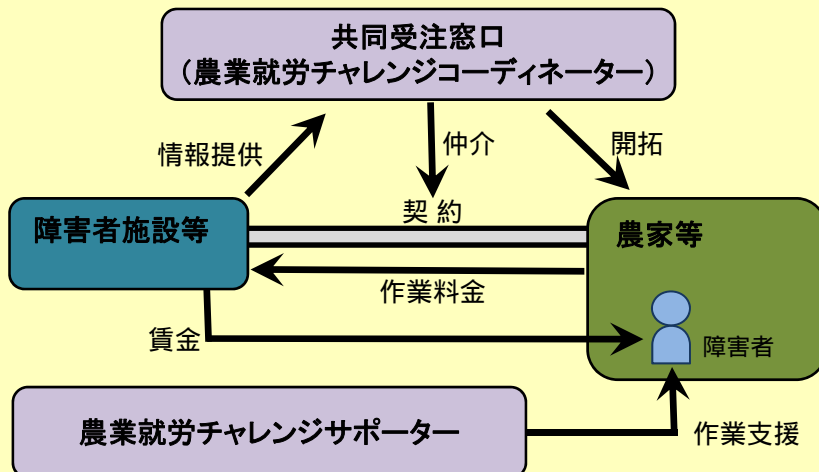 共同受注窓口
（農業就労チャレンジコーディネーター）
情報提供
仲介
開拓
障害者施設等
契 約
農家等
作業料金
賃金
障害者
農業就労チャレンジサポーター
作業支援